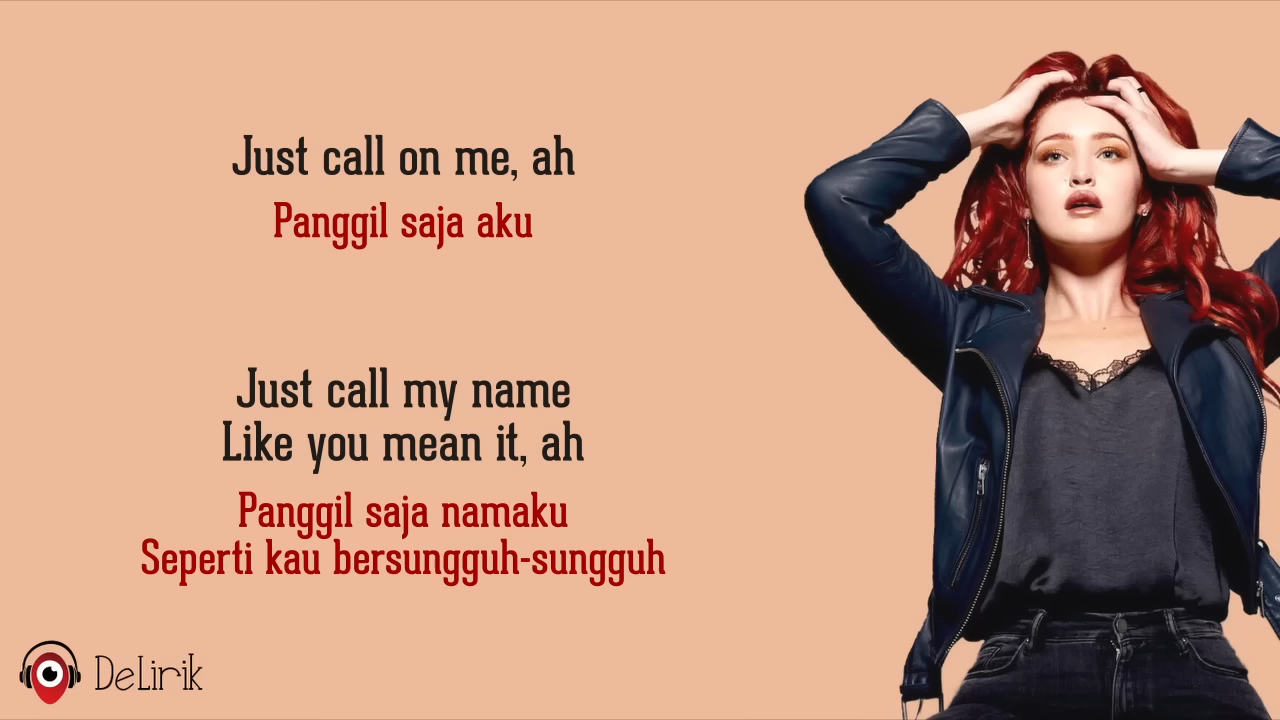 Just call on me, ah
Panggil saja aku
Just call my name
Like you mean it, ah
Panggil saja namaku
Seperti kau bersungguh-sungguh
DeLirik